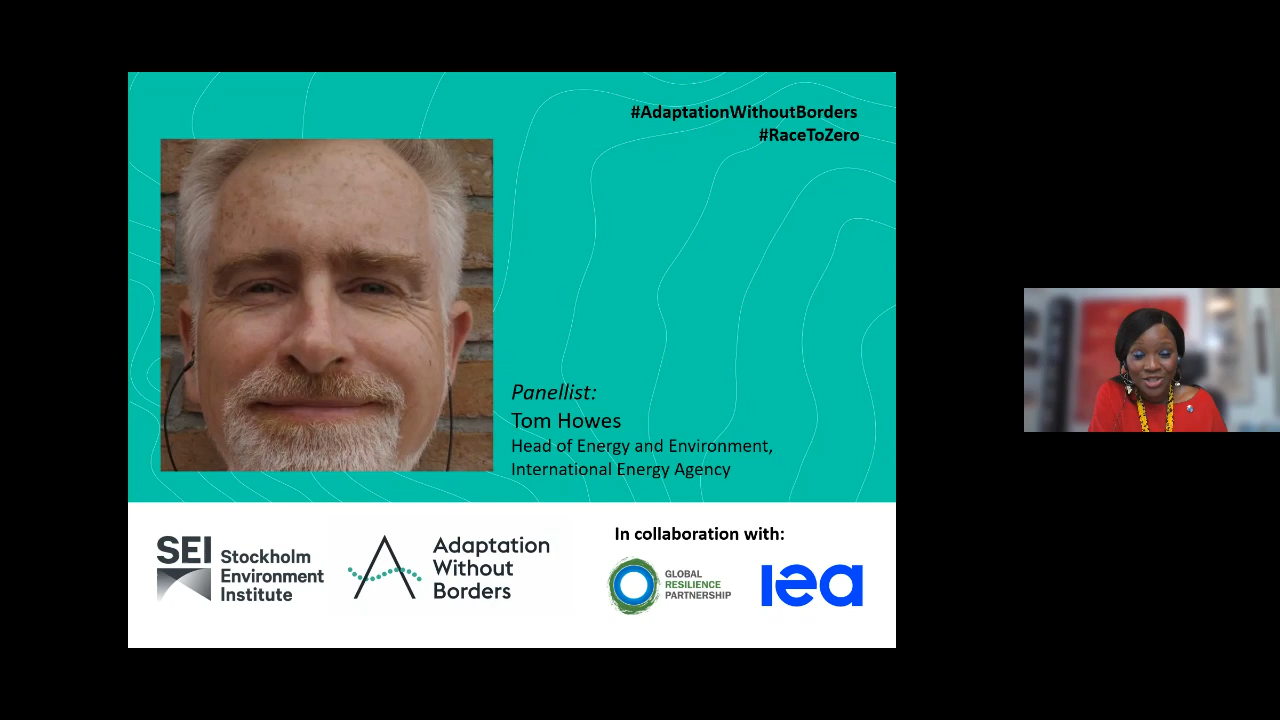 #AdaptationWithoutBorders
#RaceToZero
Panellist:
Tom Howes
Head of Energy and Environment,
International Energy Agency
SEI Stockholm
Environment
Institute
Adaptation
Without
Borders
In collaboration with:
GLOBAL
RESILIENCE
PARTNERSHIP
iea